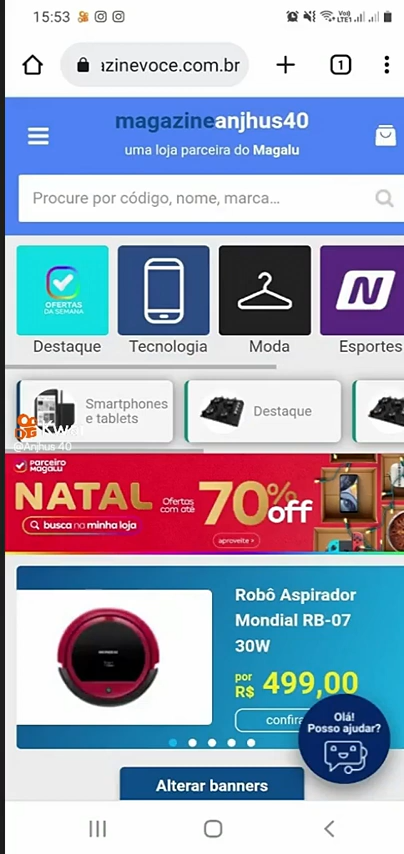 15:53
Vo))
LTE1
azinevoce.com.br
1
magazineanjhus40
uma loja parceira do Magalu
Procure por código, nome, marca...
OFERTAS
DA SEMANA
N
Destaque
Tecnologia
Moda
Esportes
Smartphones
e tablets
Destaque
Kwai
@Anjhus 40
parceiro
Magalu
NATAL
busca na minha loja
Ofertas
com até
70%
off
aproveite >
Robô Aspirador
Mondial RB-07
30W
por
R$ 499,00
confira
Olá!
Posso ajudar?
Alterar banners